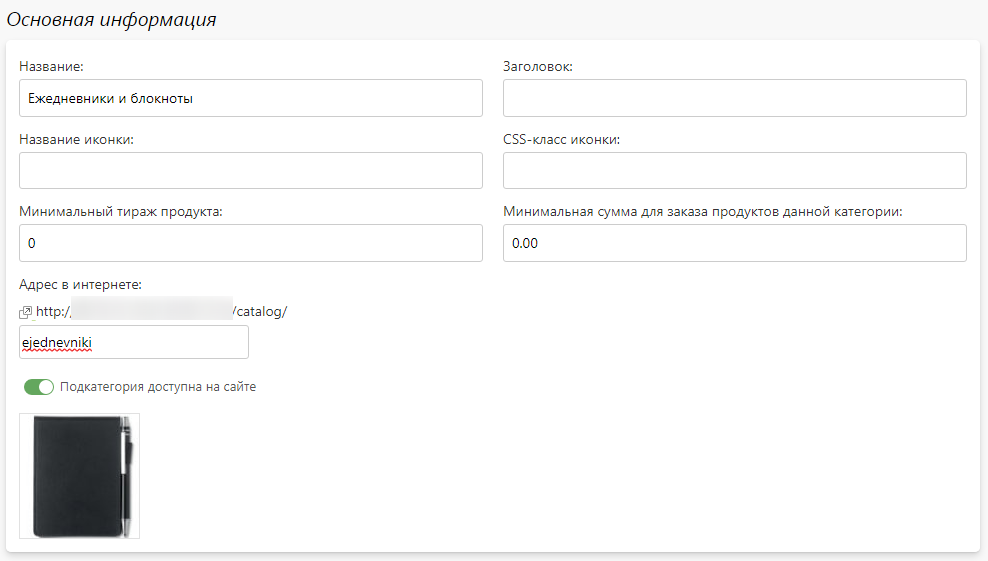 Основная информация
Название:
Заголовок:
Ежедневники и блокноты
Название иконки:
CSS-класс иконки:
Минимальный тираж продукта:
Минимальная сумма для заказа продуктов данной категории:
0
0.00
Адрес в интернете:
http:/ /catalog/
ejednevniki
Подкатегория доступна на сайте